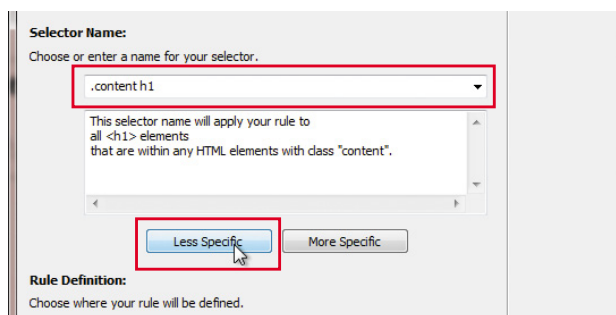 Selector Name:
Choose or enter a name for your selector.
.content h1
This selector name will apply your rule to
all <h1> elements
that are within any HTML elements with class "content".
Less Specific More Specific
Rule Definition:
Choose where your rule will be defined.